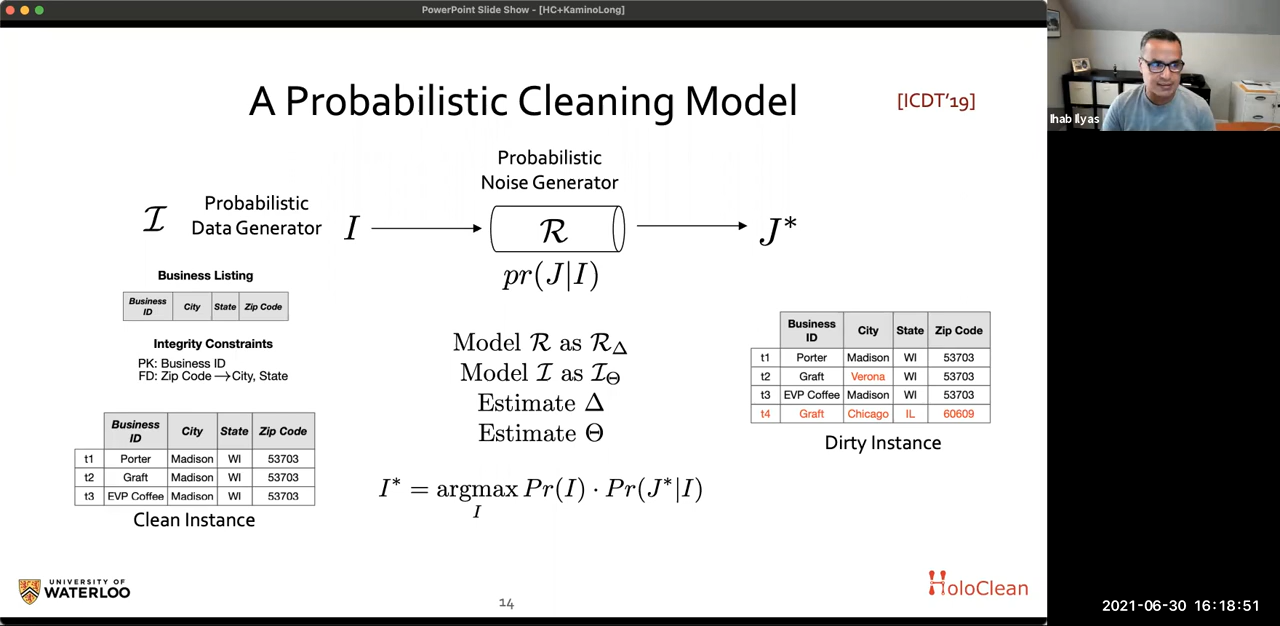 PowerPoint Slide Show - [HC+KaminoLong]
A Probabilistic Cleaning Model
[ICDT'19]
Probabilistic
Noise Generator
ℐ
Probabilistic
Data Generator
I
ℛ
J*
pr(J|I)
Business Listing
Business ID City State Zip Code
Integrity Constraints
PK: Business ID
FD: Zip Code → City, State
Business ID City State Zip Code
t1 Porter Madison WI 53703
t2 Graft Madison WI 53703
t3 EVP Coffee Madison WI 53703
Clean Instance
Model ℛ as ℛ_Δ
Model ℐ as ℐ_Θ
Estimate Δ
Estimate Θ
I* = argmax Pr(I) · Pr(J*|I)
I
Business ID City State Zip Code
t1 Porter Madison WI 53703
t2 Graft Verona WI 53703
t3 EVP Coffee Madison WI 53703
t4 Graft Chicago IL 60609
Dirty Instance
UNIVERSITY OF
WATERLOO
14
HoloClean
Ihab Ilyas
2021-06-30 16:18:51